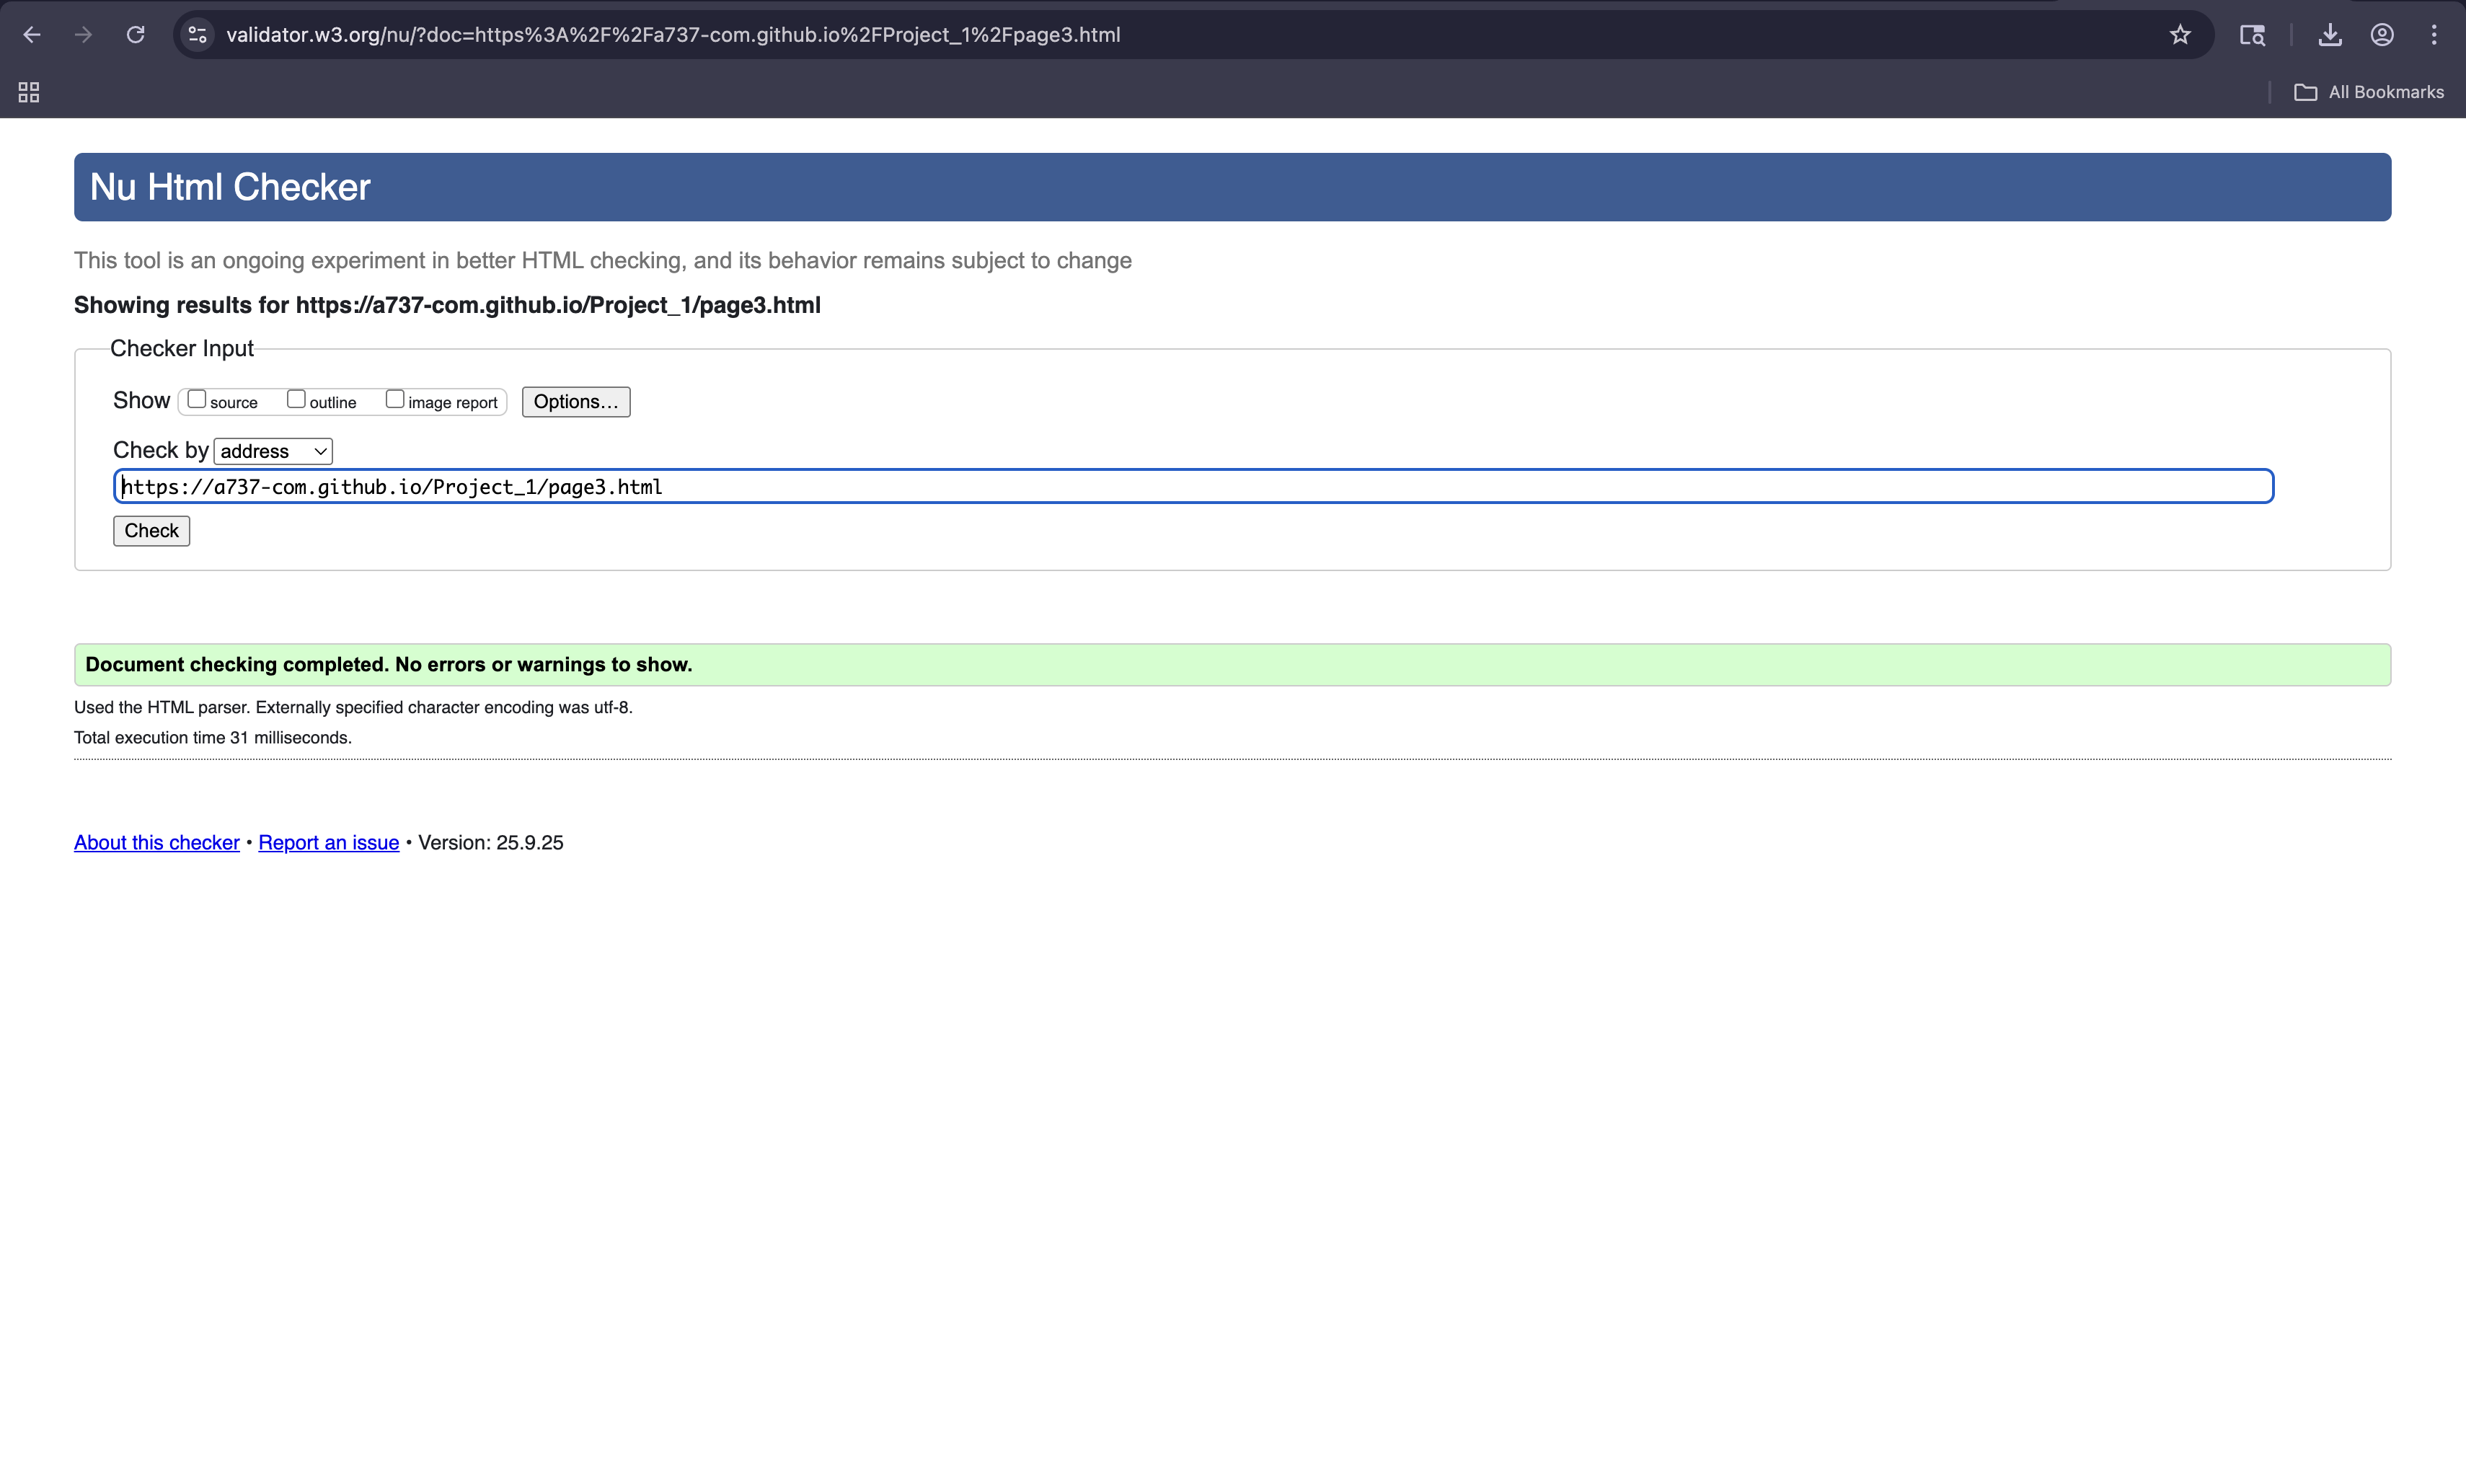 validator.w3.org/nu/?doc=https%3A%2F%2Fa737-com.github.io%2FProject_1%2Fpage3.html
All Bookmarks
Nu Html Checker
This tool is an ongoing experiment in better HTML checking, and its behavior remains subject to change
Showing results for https://a737-com.github.io/Project_1/page3.html
Checker Input
Show source outline image report Options…
Check by address
https://a737-com.github.io/Project_1/page3.html
Check
Document checking completed. No errors or warnings to show.
Used the HTML parser. Externally specified character encoding was utf-8.
Total execution time 31 milliseconds.
About this checker • Report an issue • Version: 25.9.25